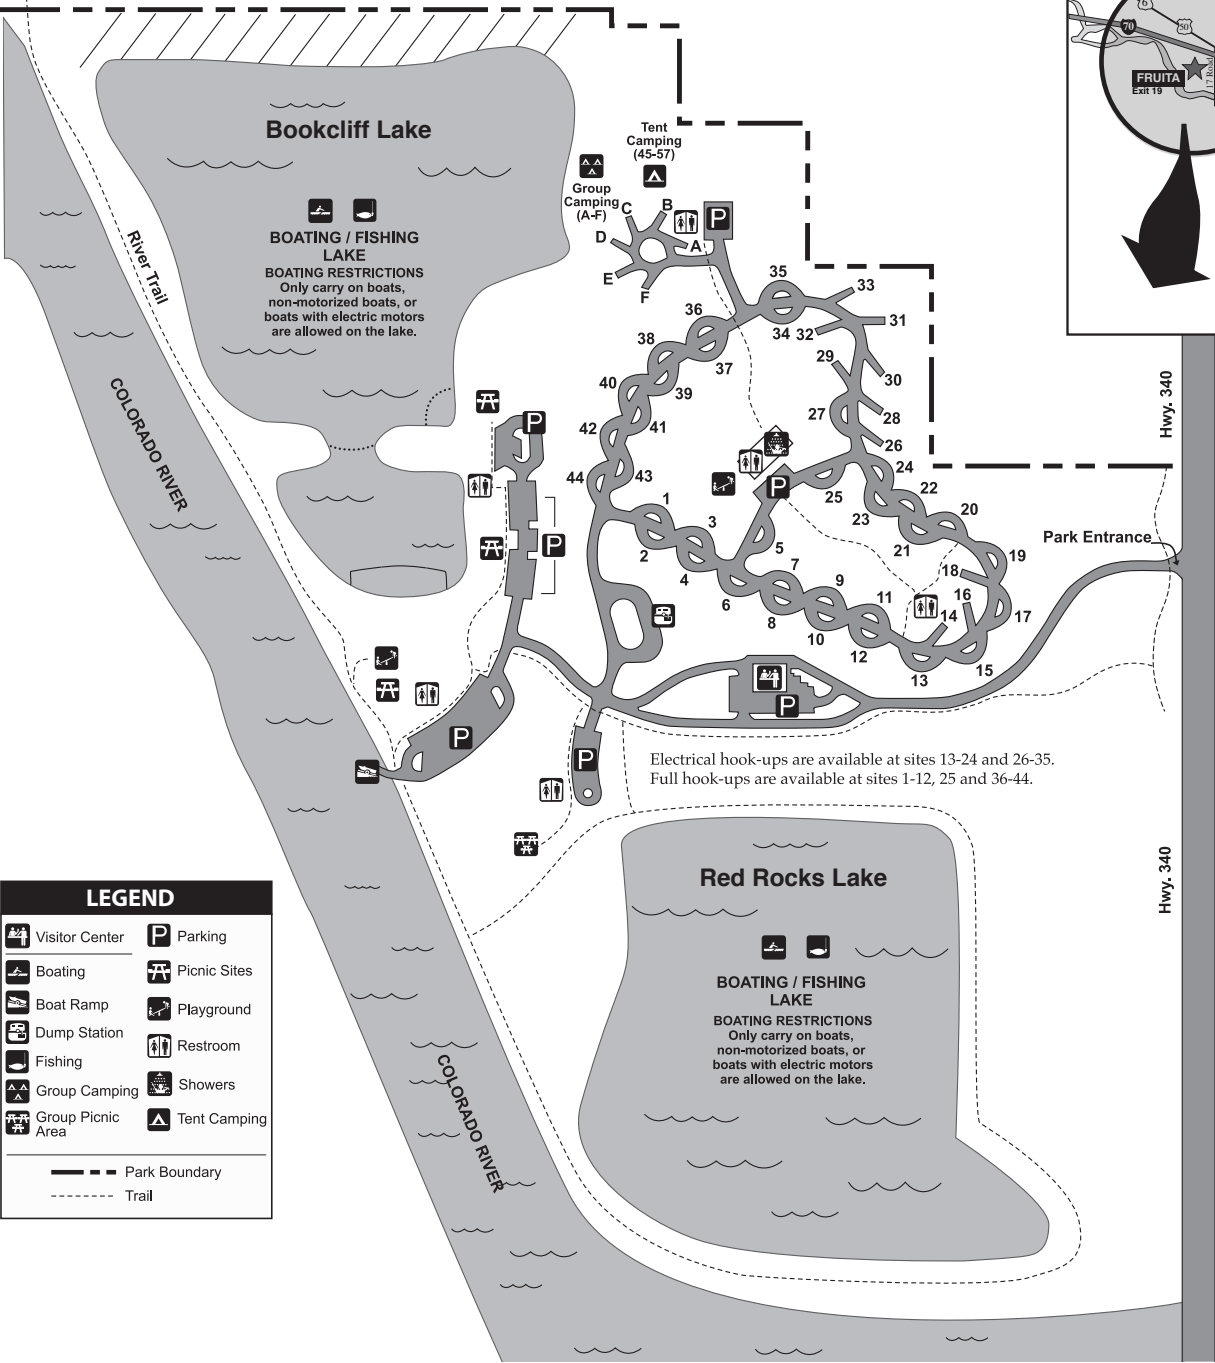 6
50
70
17 Road
FRUITA
Exit 19
Bookcliff Lake
BOATING / FISHING
LAKE
BOATING RESTRICTIONS
Only carry on boats,
non-motorized boats, or
boats with electric motors
are allowed on the lake.
River Trail
COLORADO RIVER
Tent
Camping
(45-57)
Group
Camping
(A-F)
C
B
P
D
A
E
F
35
33
36
34
32
31
38
37
29
30
40
39
27
28
42
41
26
44
43
25
24
22
20
23
21
19
18
17
16
14
15
13
1
2
3
4
5
6
7
8
9
10
11
12
P
P
P
P
P
P
Hwy. 340
Park Entrance
Electrical hook-ups are available at sites 13-24 and 26-35.
Full hook-ups are available at sites 1-12, 25 and 36-44.
Red Rocks Lake
BOATING / FISHING
LAKE
BOATING RESTRICTIONS
Only carry on boats,
non-motorized boats, or
boats with electric motors
are allowed on the lake.
Hwy. 340
COLORADO RIVER
LEGEND
Visitor Center
Boating
Boat Ramp
Dump Station
Fishing
Group Camping
Group Picnic
Area
P Parking
Picnic Sites
Playground
Restroom
Showers
Tent Camping
Park Boundary
Trail